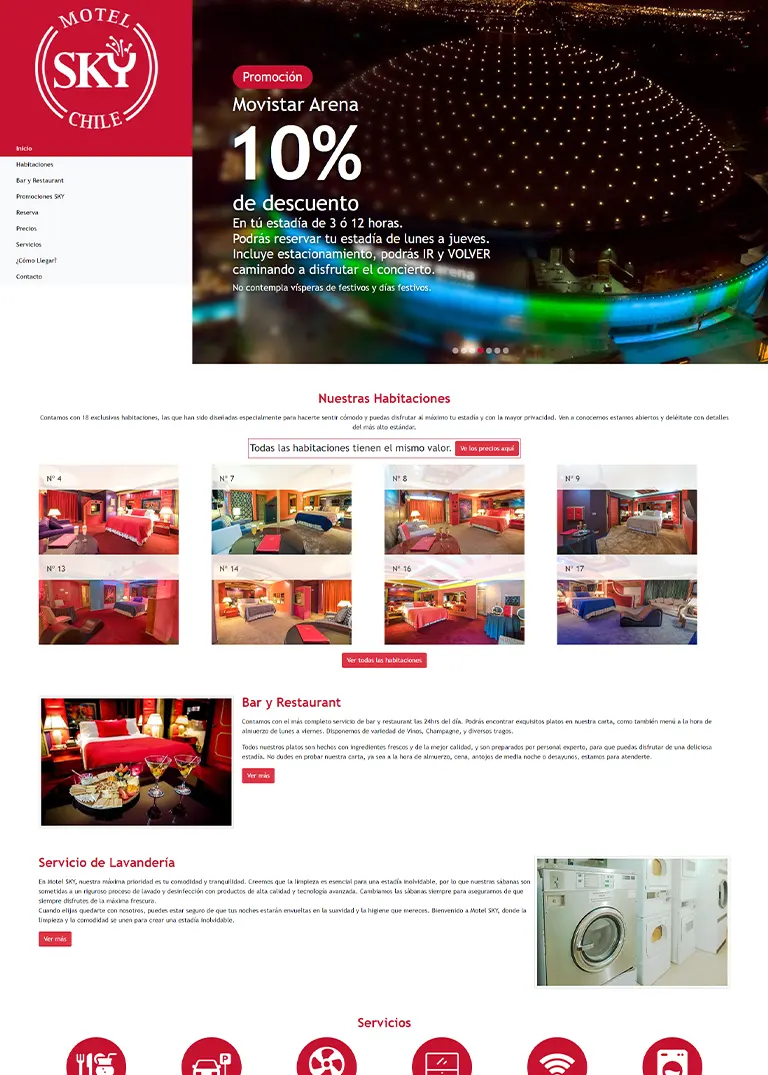 MOTEL
SKY
CHILE
Inicio
Habitaciones
Bar y Restaurant
Promociones SKY
Reserva
Precios
Servicios
¿Cómo Llegar?
Contacto
Promoción
Movistar Arena
10%
de descuento
En tú estadía de 3 ó 12 horas.
Podrás reservar tu estadía de lunes a jueves.
Incluye estacionamiento, podrás IR y VOLVER
caminando a disfrutar el concierto.
No contempla vísperas de festivos y días festivos.
Nuestras Habitaciones
Contamos con 18 exclusivas habitaciones, las que han sido diseñadas especialmente para hacerte sentir cómodo y puedas disfrutar al máximo tu estadía y con la mayor privacidad. Ven a conocernos estamos abiertos y deléitate con detalles
del más alto estándar.
Todas las habitaciones tienen el mismo valor. Ve los precios aquí
N° 4
N° 7
N° 8
N° 9
N° 13
N° 14
N° 16
N° 17
Ver todas las habitaciones
Bar y Restaurant
Contamos con el más completo servicio de bar y restaurant las 24hrs del día. Podrás encontrar exquisitos platos en nuestra carta, como también menú a la hora de
almuerzo de lunes a viernes. Disponemos de variedad de Vinos, Champagne, y diversos tragos.
Todos nuestros platos son hechos con ingredientes frescos y de la mejor calidad, y son preparados por personal experto, para que puedas disfrutar de una deliciosa
estadía. No dudes en probar nuestra carta, ya sea a la hora de almuerzo, cena, antojos de media noche o desayunos, estamos para atenderte.
Ver más
Servicio de Lavandería
En Motel SKY, nuestra máxima prioridad es tu comodidad y tranquilidad. Creemos que la limpieza es esencial para una estadía inolvidable, por lo que nuestras sábanas son
sometidas a un riguroso proceso de lavado y desinfección con productos de alta calidad y tecnología avanzada. Cambiamos las sábanas siempre para asegurarnos de que
siempre disfrutes de la máxima frescura.
Cuando elijas quedarte con nosotros, puedes estar seguro de que tus noches estarán envueltas en la suavidad y la higiene que mereces. Bienvenido a Motel SKY, donde la
limpieza y la comodidad se unen para crear una estadía inolvidable.
Ver más
Servicios
P